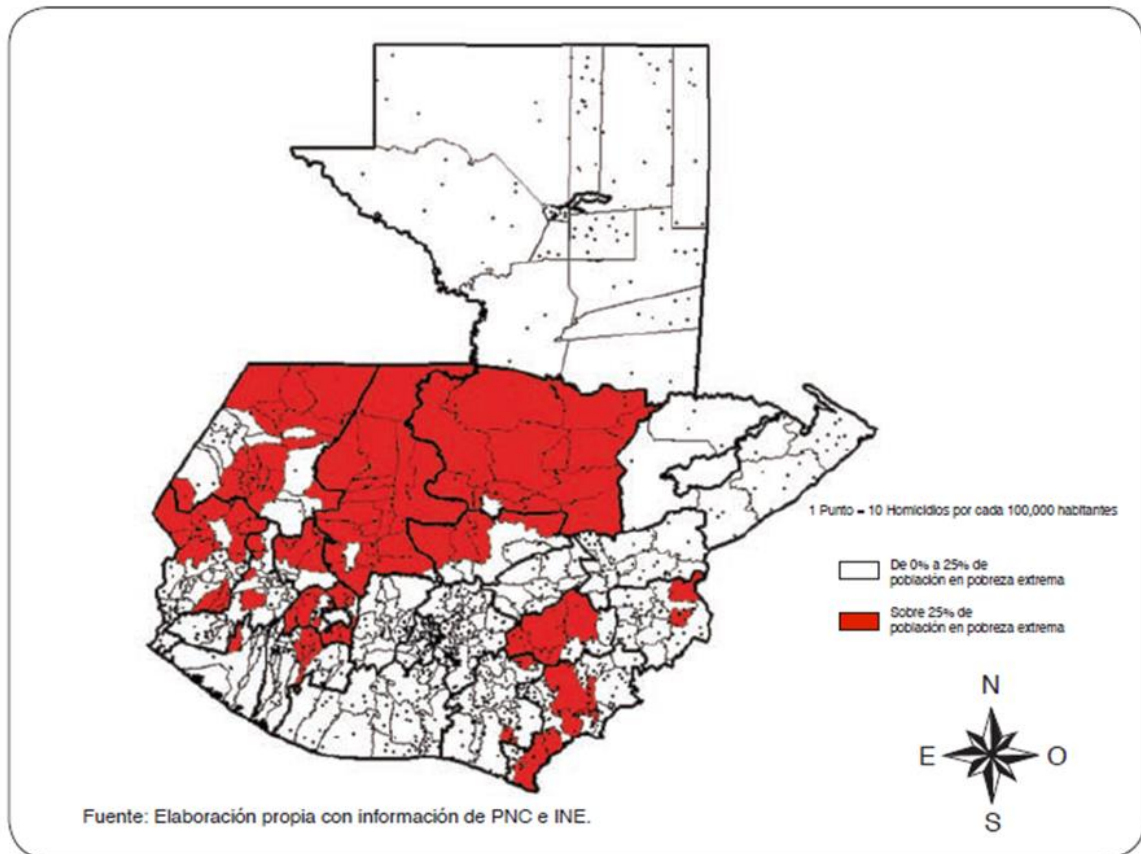 1 Punto = 10 Homicidios por cada 100,000 habitantes
De 0% a 25% de
población en pobreza extrema
Sobre 25% de
población en pobreza extrema
N
E O
S
Fuente: Elaboración propia con información de PNC e INE.